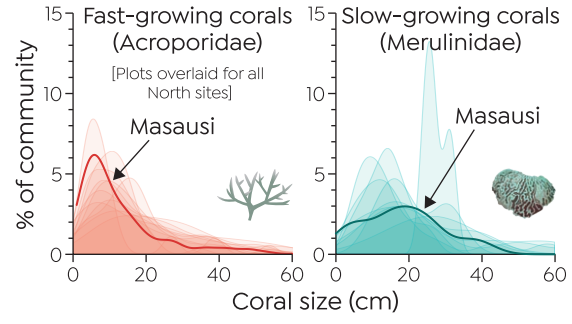 Fast-growing corals
(Acroporidae)
[Plots overlaid for all
North sites]
Masausi
15
10
5
0
0 20 40 60
% of community
Slow-growing corals
(Merulinidae)
Masausi
15
10
5
0
0 20 40 60
Coral size (cm)